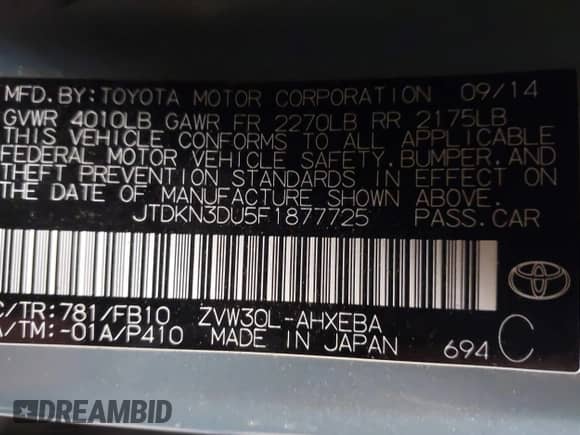 MFD.BY:TOYOTA MOTOR CORPORATION 09/14
GVWR 4010LB GAWR FR 2270LB RR 2175LB
THIS VEHICLE CONFORMS TO ALL APPLICABLE
FEDERAL MOTOR VEHICLE SAFETY, BUMPER, AND
THEFT PREVENTION STANDARDS IN EFFECT ON
THE DATE OF MANUFACTURE SHOWN ABOVE.
JTDKN3DU5F1877725 PASS.CAR
C/TR:781/FB10 ZVW30L-AHXEBA
A/TM:-01A/P410 MADE IN JAPAN 694 C
DREAMBID